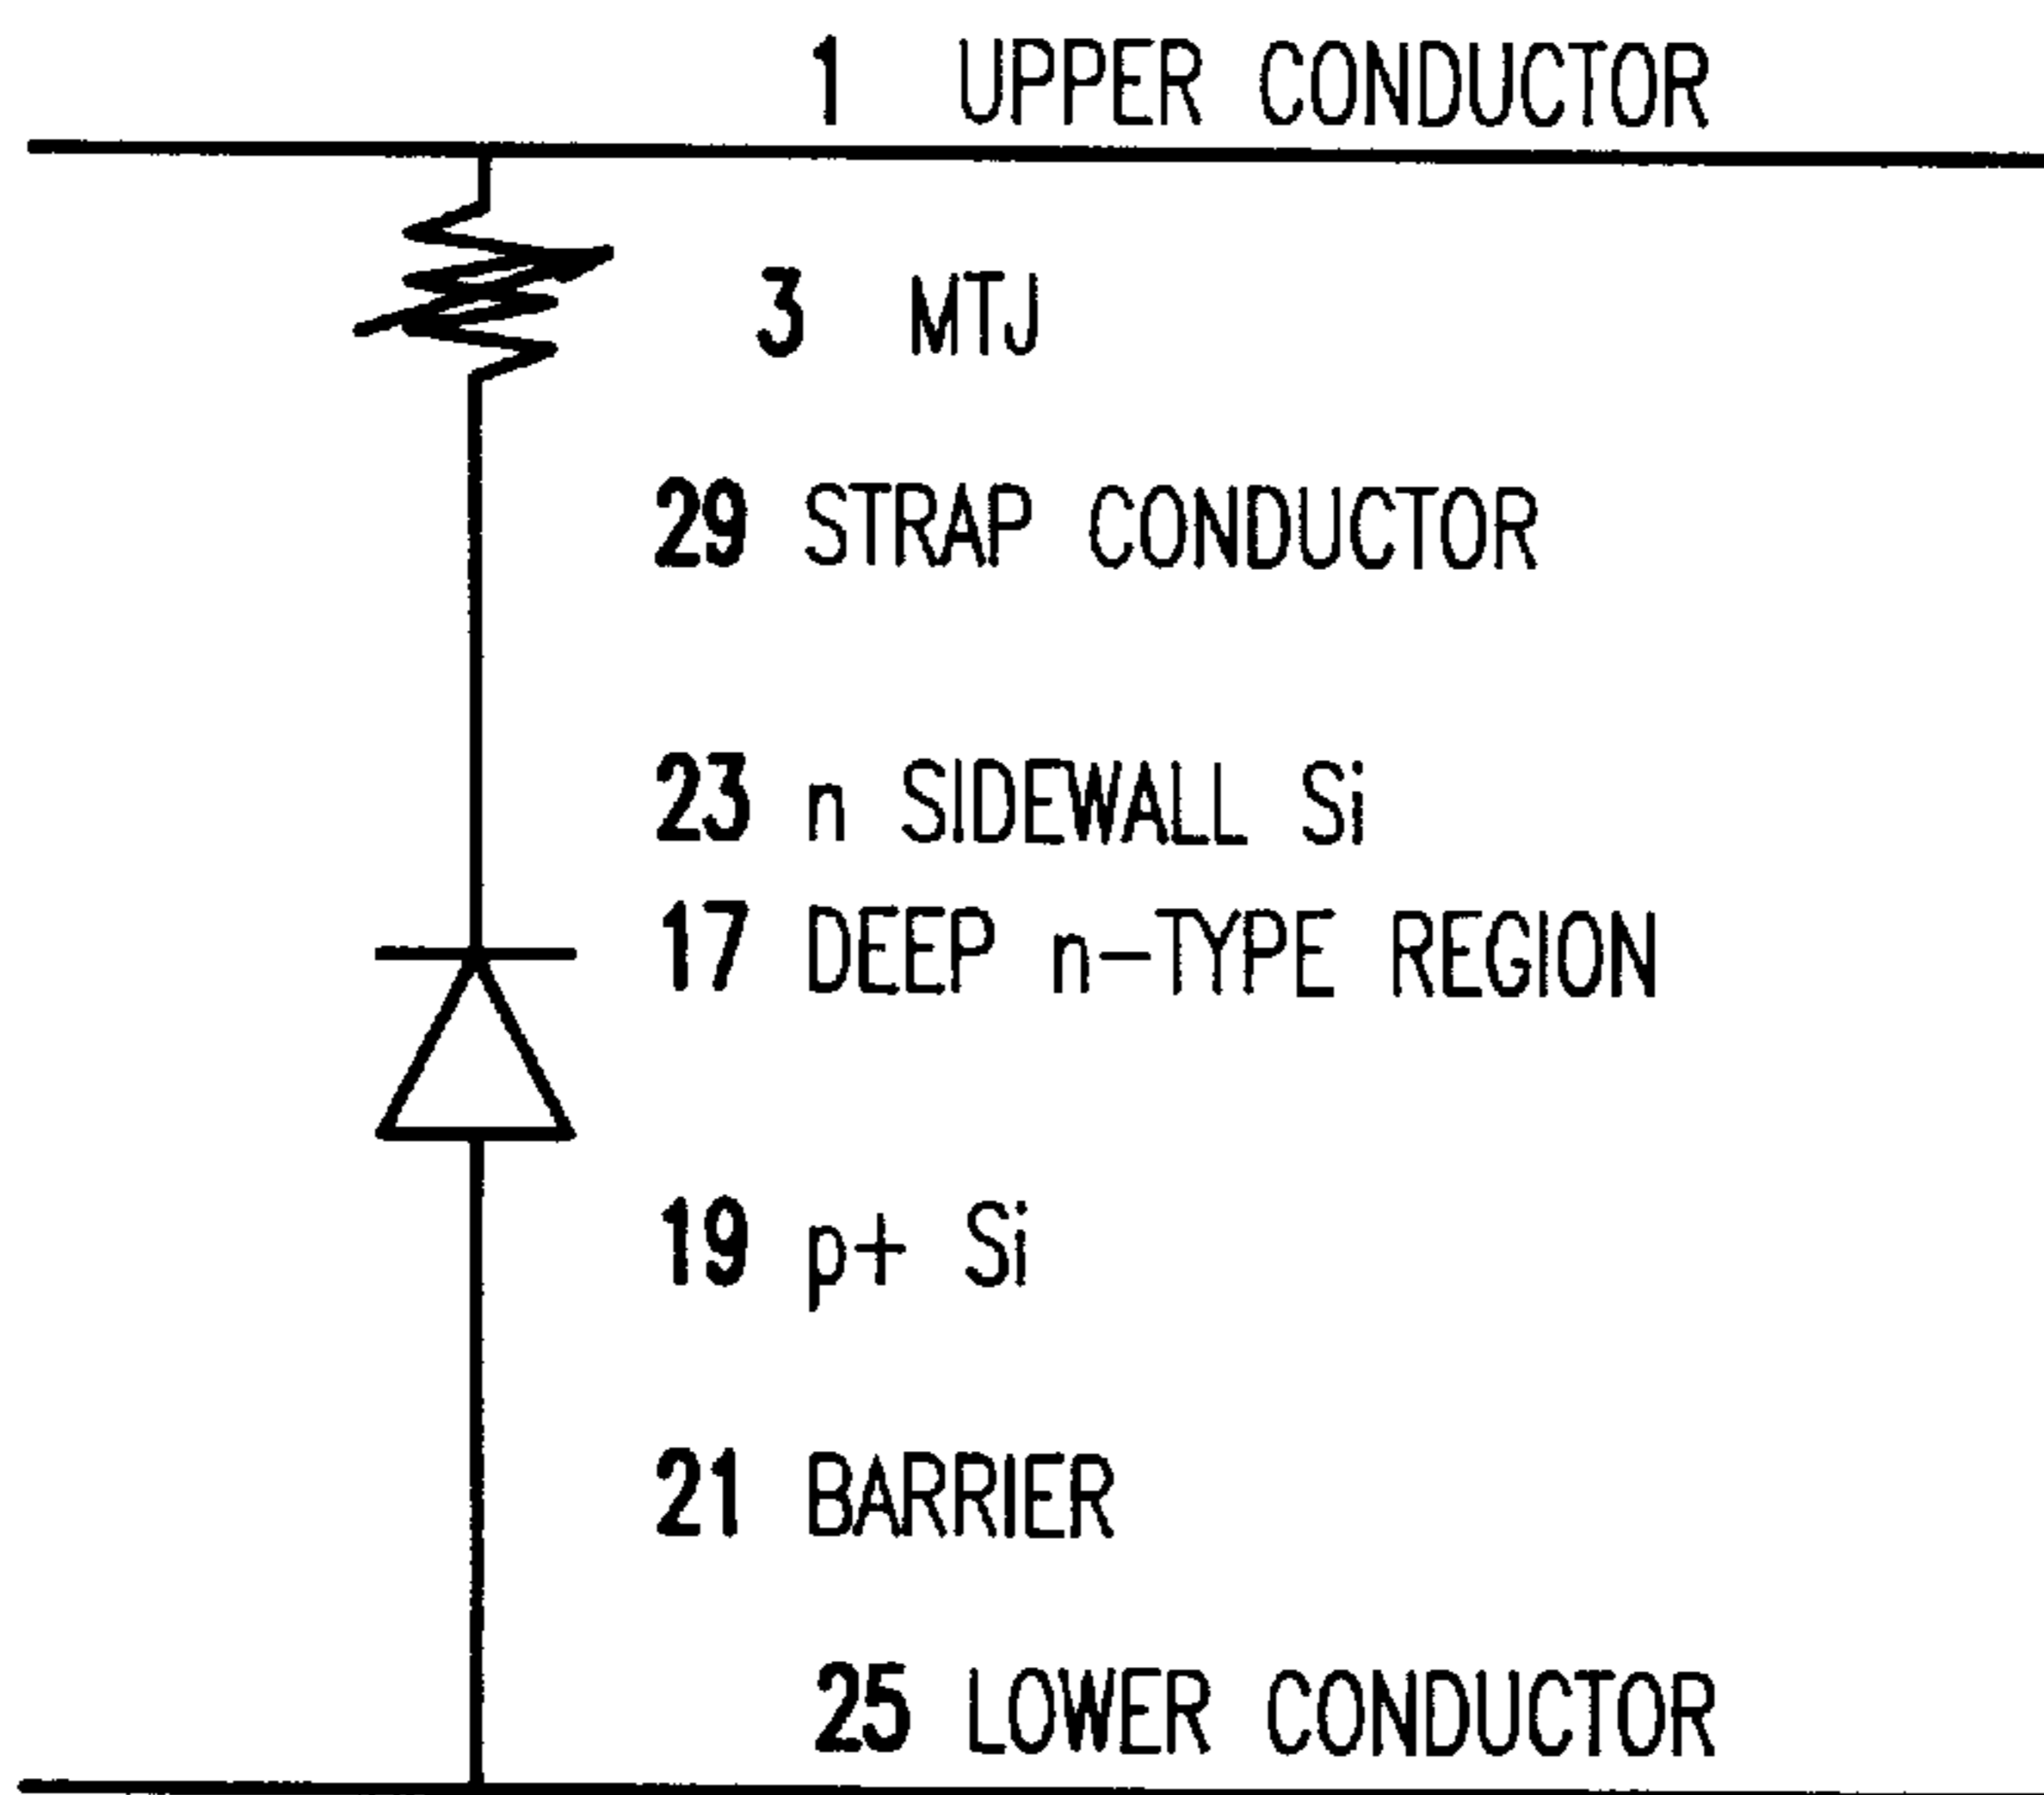 1 UPPER CONDUCTOR
3 MTJ
29 STRAP CONDUCTOR
23 n SIDEWALL Si
17 DEEP n-TYPE REGION
19 p+ Si
21 BARRIER
25 LOWER CONDUCTOR